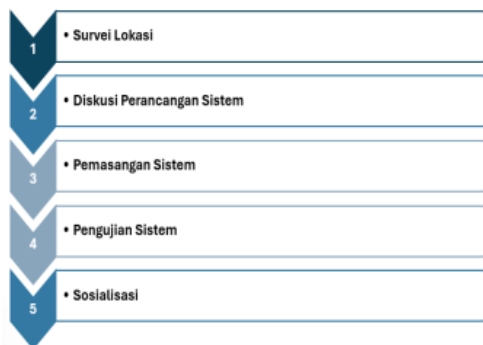 1
• Survei Lokasi
2
• Diskusi Perancangan Sistem
3
• Pemasangan Sistem
4
• Pengujian Sistem
5
• Sosialisasi